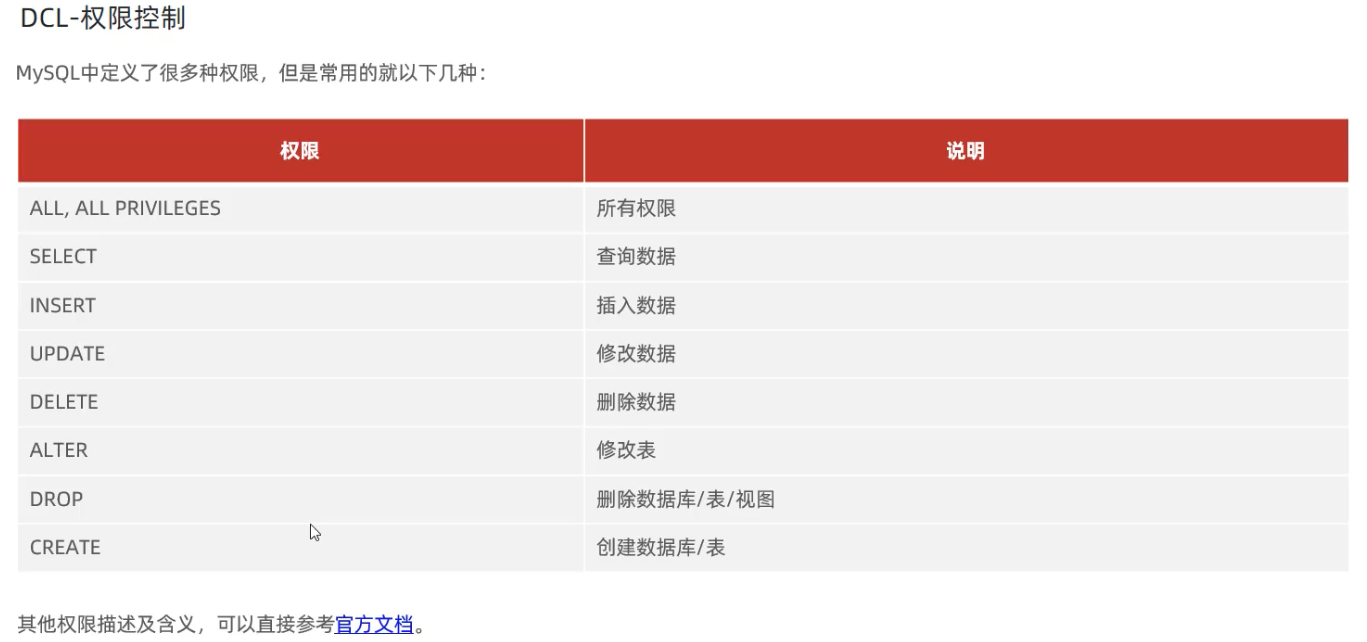 DCL-权限控制
MySQL中定义了很多种权限，但是常用的就以下几种：
权限 说明
ALL, ALL PRIVILEGES 所有权限
SELECT 查询数据
INSERT 插入数据
UPDATE 修改数据
DELETE 删除数据
ALTER 修改表
DROP 删除数据库/表/视图
CREATE 创建数据库/表
其他权限描述及含义，可以直接参考官方文档。